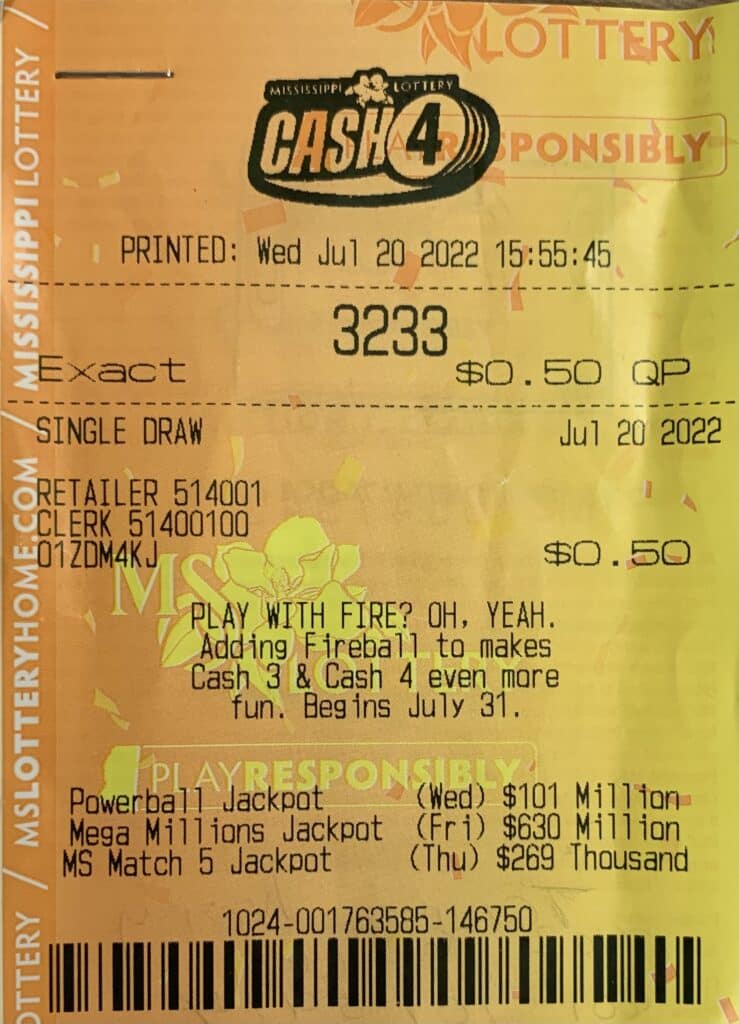 LOTTERY
MISSISSIPPI LOTTERY
CASH 4
RESPONSIBLY
PRINTED: Wed Jul 20 2022 15:55:45
3233
Exact $0.50 QP
SINGLE DRAW Jul 20 2022
RETAILER 514001
CLERK 51400100
01ZDM4KJ $0.50
MS
LOTTERY
PLAY WITH FIRE? OH, YEAH.
Adding Fireball to makes
Cash 3 & Cash 4 even more
fun. Begins July 31.
PLAY RESPONSIBLY
Powerball Jackpot (Wed) $101 Million
Mega Millions Jackpot (Fri) $630 Million
MS Match 5 Jackpot (Thu) $269 Thousand
1024-001763585-146750
OTTERY / MSLOTTERYHOME.COM / MISSISSIPPI LOTTERY /